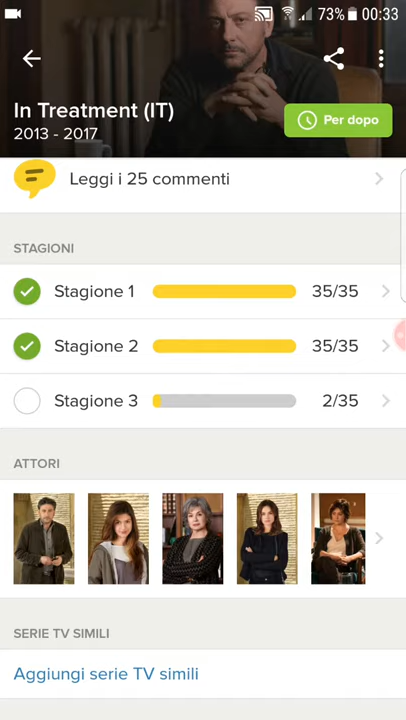 73% 00:33
In Treatment (IT)
2013 - 2017
Per dopo
Leggi i 25 commenti
STAGIONI
Stagione 1 35/35
Stagione 2 35/35
Stagione 3 2/35
ATTORI
SERIE TV SIMILI
Aggiungi serie TV simili